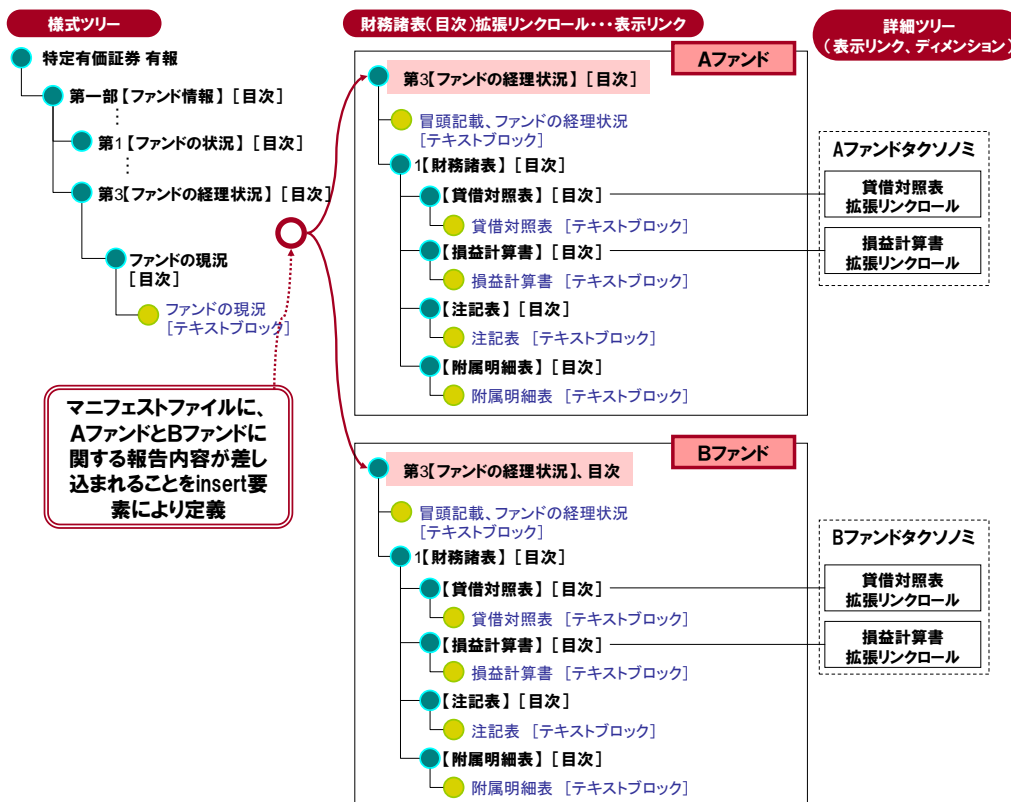 様式ツリー
特定有価証券 有報
第一部【ファンド情報】 [目次]
⋮
第1【ファンドの状況】 [目次]
⋮
第3【ファンドの経理状況】 [目次]
ファンドの現況
[目次]
ファンドの現況
[テキストブロック]
マニフェストファイルに、
AファンドとBファンドに
関する報告内容が差し
込まれることをinsert要
素により定義
財務諸表(目次)拡張リンクロール・・・表示リンク
Aファンド
第3【ファンドの経理状況】 [目次]
冒頭記載、ファンドの経理状況
[テキストブロック]
1【財務諸表】 [目次]
【貸借対照表】 [目次]
貸借対照表 [テキストブロック]
【損益計算書】 [目次]
損益計算書 [テキストブロック]
【注記表】 [目次]
注記表 [テキストブロック]
【附属明細表】 [目次]
附属明細表 [テキストブロック]
Bファンド
第3【ファンドの経理状況】、目次
冒頭記載、ファンドの経理状況
[テキストブロック]
1【財務諸表】 [目次]
【貸借対照表】 [目次]
貸借対照表 [テキストブロック]
【損益計算書】 [目次]
損益計算書 [テキストブロック]
【注記表】 [目次]
注記表 [テキストブロック]
【附属明細表】 [目次]
附属明細表 [テキストブロック]
詳細ツリー
(表示リンク、ディメンション)
Aファンドタクソノミ
貸借対照表
拡張リンクロール
損益計算書
拡張リンクロール
Bファンドタクソノミ
貸借対照表
拡張リンクロール
損益計算書
拡張リンクロール